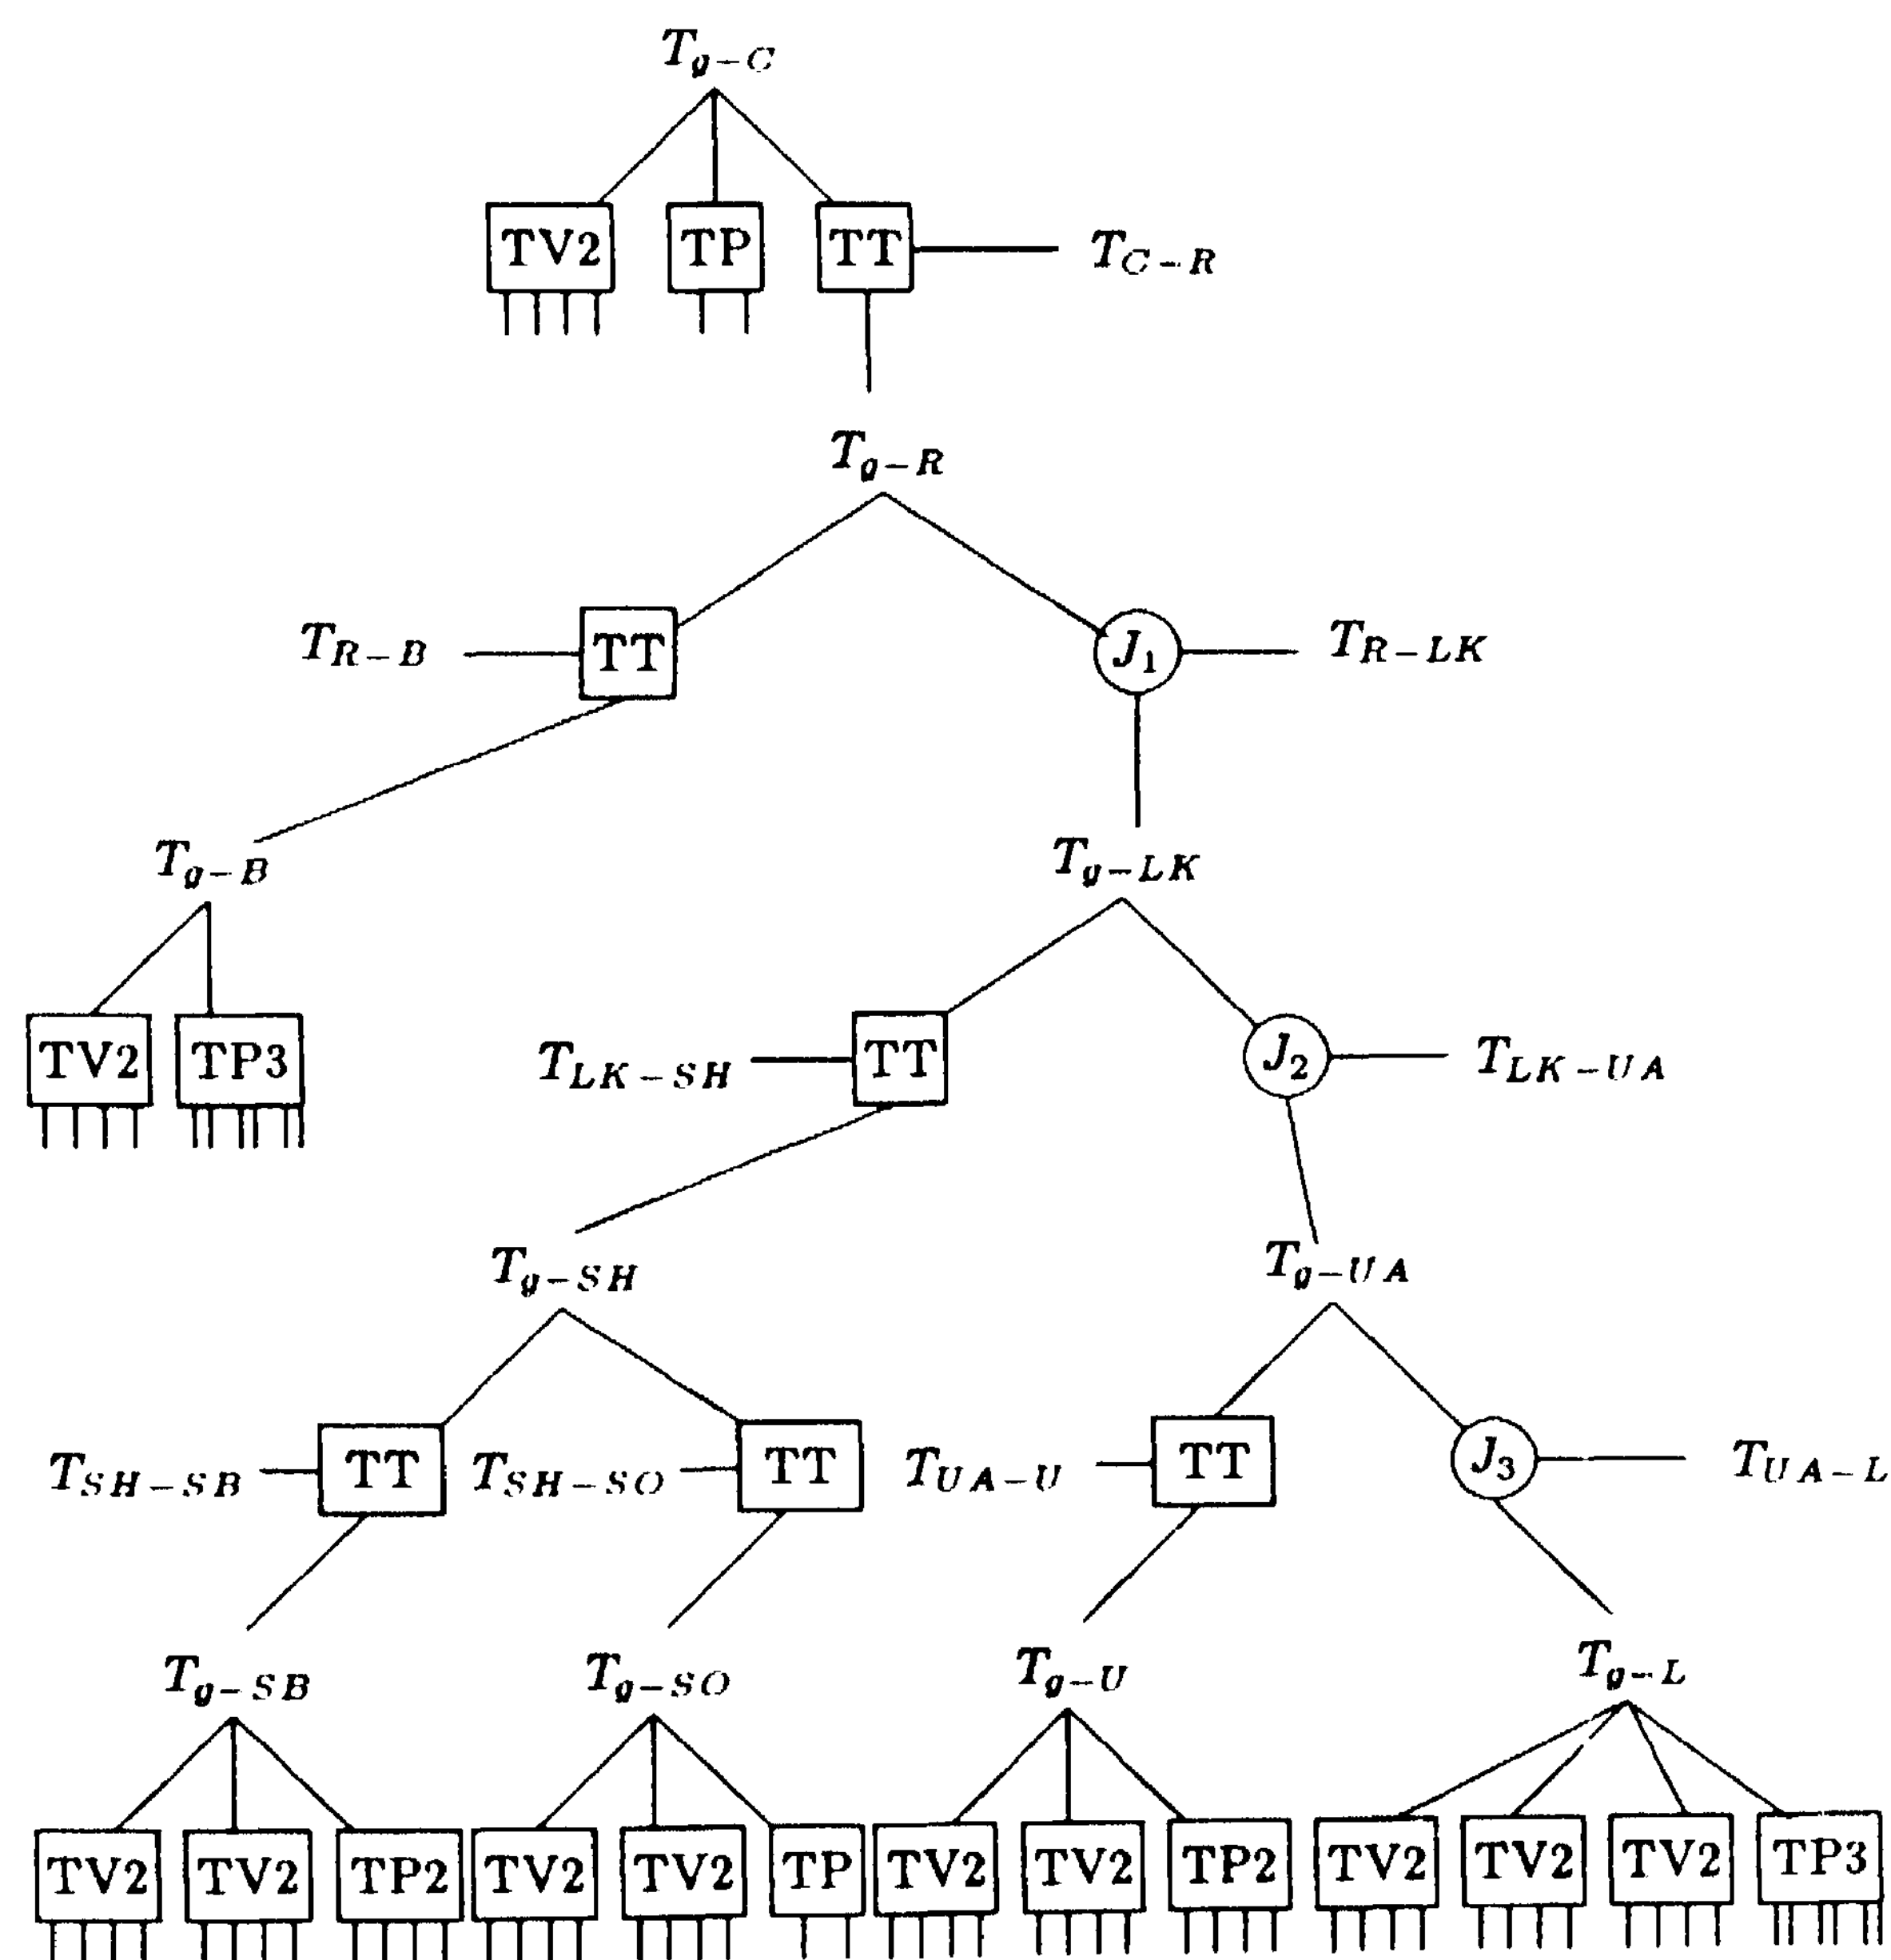 T_{g-C}
TV2 TP TT T_{C-R}
T_{g-R}
T_{R-B} TT J_1 T_{R-LK}
T_{g-B} T_{g-LK}
TV2 TP3 T_{LK-SH} TT J_2 T_{LK-UA}
T_{g-SH} T_{g-UA}
T_{SH-SB} TT T_{SH-SO} TT T_{UA-U} TT J_3 T_{UA-L}
T_{g-SB} T_{g-SO} T_{g-U} T_{g-L}
TV2 TV2 TP2 TV2 TV2 TP TV2 TV2 TP2 TV2 TV2 TV2 TP3